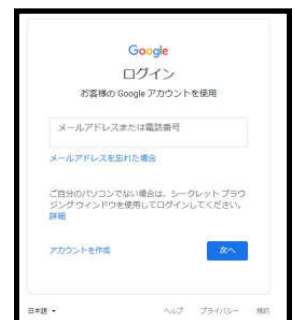 Google
ログイン
お客様の Google アカウントを使用
メールアドレスまたは電話番号
メールアドレスを忘れた場合
ご自分のパソコンでない場合は、シークレット ブラウ
ジング ウィンドウを使用してログインしてください。
詳細
アカウントを作成
次へ
日本語
ヘルプ プライバシー 規約